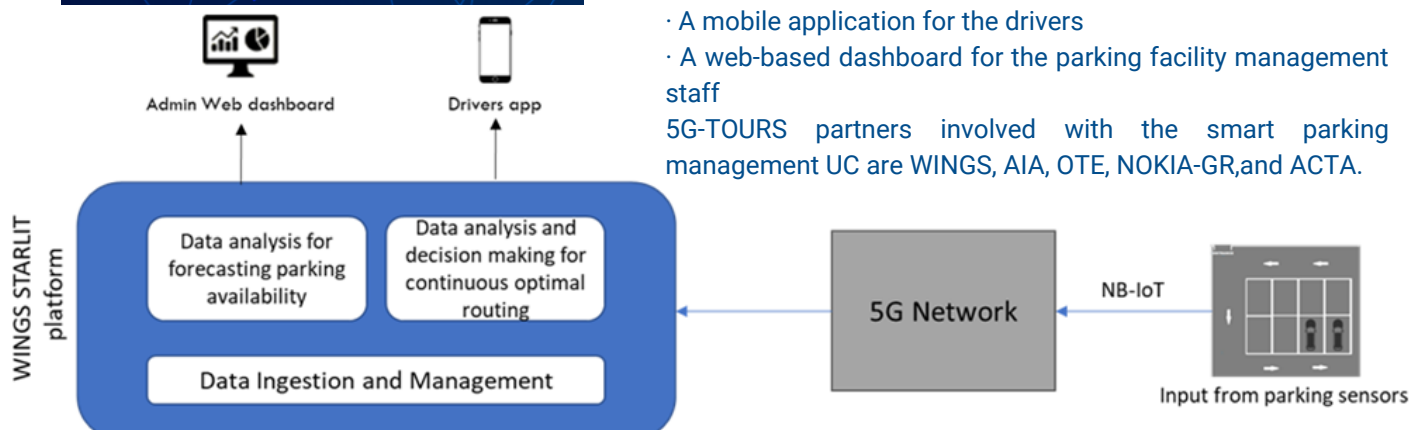 · A mobile application for the drivers
· A web-based dashboard for the parking facility management
staff
5G-TOURS partners involved with the smart parking
management UC are WINGS, AIA, OTE, NOKIA-GR,and ACTA.
Admin Web dashboard
Drivers app
WINGS STARLIT
platform
Data analysis for
forecasting parking
availability
Data analysis and
decision making for
continuous optimal
routing
Data Ingestion and Management
5G Network
NB-IoT
Input from parking sensors